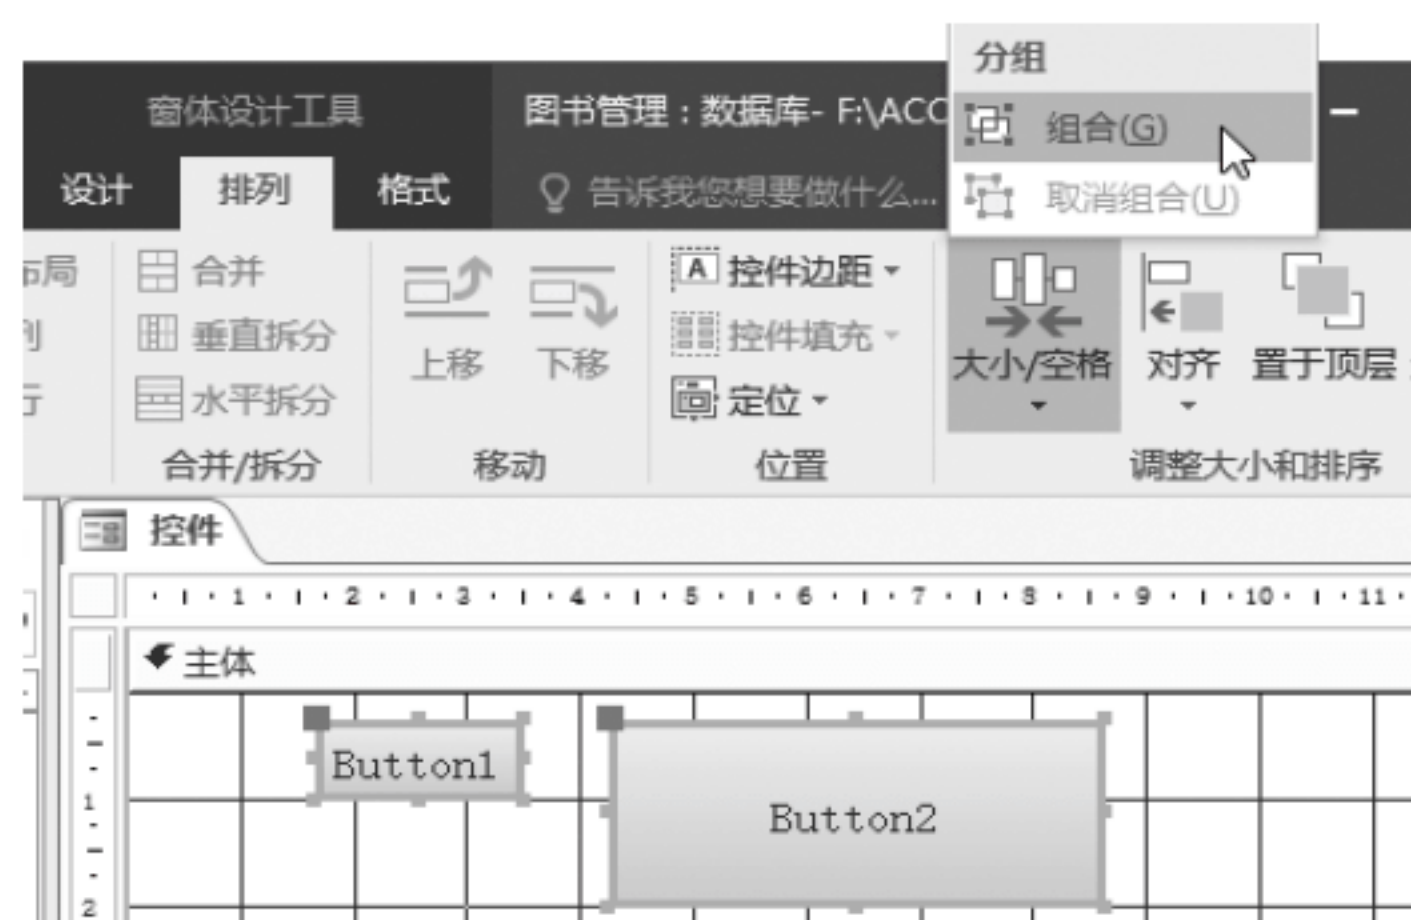 分组
窗体设计工具
图书管理：数据库- F:\ACC
组合(G)
设计
排列
格式
告诉我您想要做什么...
取消组合(U)
布局
合并
控件边距
列
垂直拆分
控件填充
上移
下移
大小/空格
对齐
置于顶层
行
水平拆分
定位
合并/拆分
移动
位置
调整大小和排序
控件
1 2 3 4 5 6 7 8 9 10 11
主体
Button1
1
Button2
2